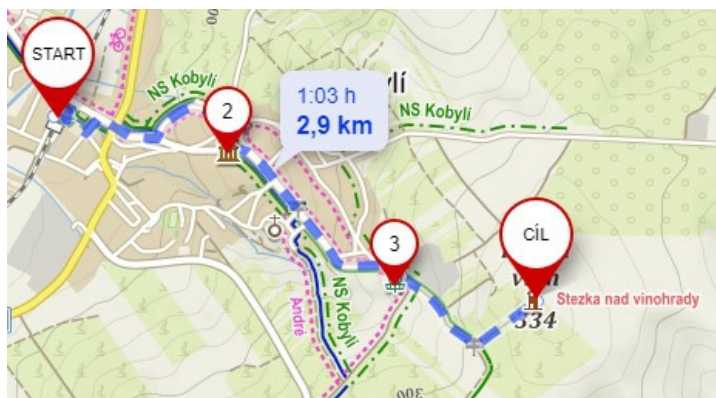 START
NS Kobylí
2
1:03 h
2,9 km
lí
NS Kobylí
3
CÍL
NS Kobylí
André
Stezka nad vinohrady
334
300